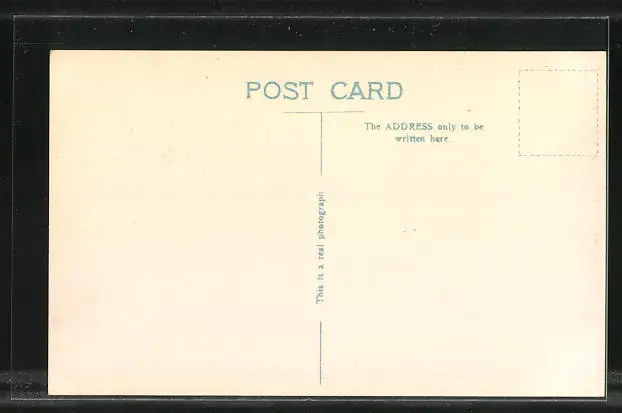 POST CARD
The ADDRESS only to be
written here.
This is a real photograph